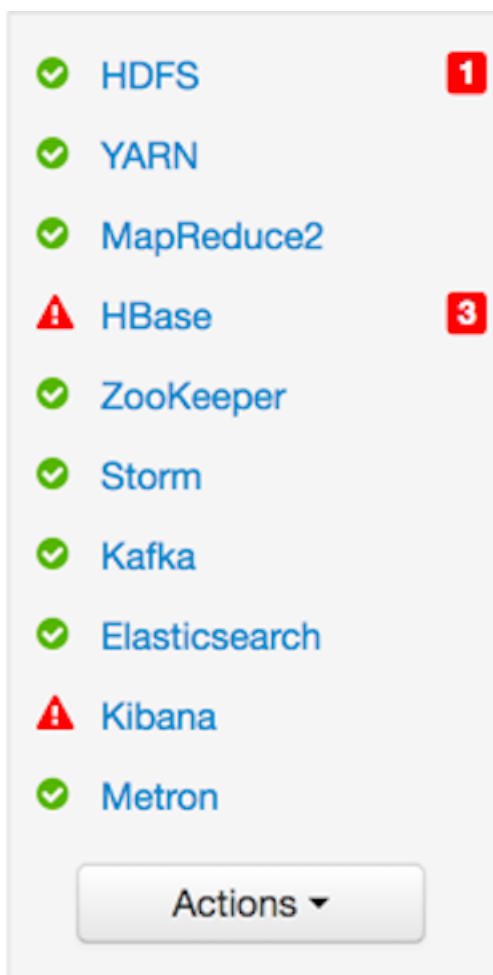 HDFS 1
YARN
MapReduce2
HBase 3
ZooKeeper
Storm
Kafka
Elasticsearch
Kibana
Metron
Actions